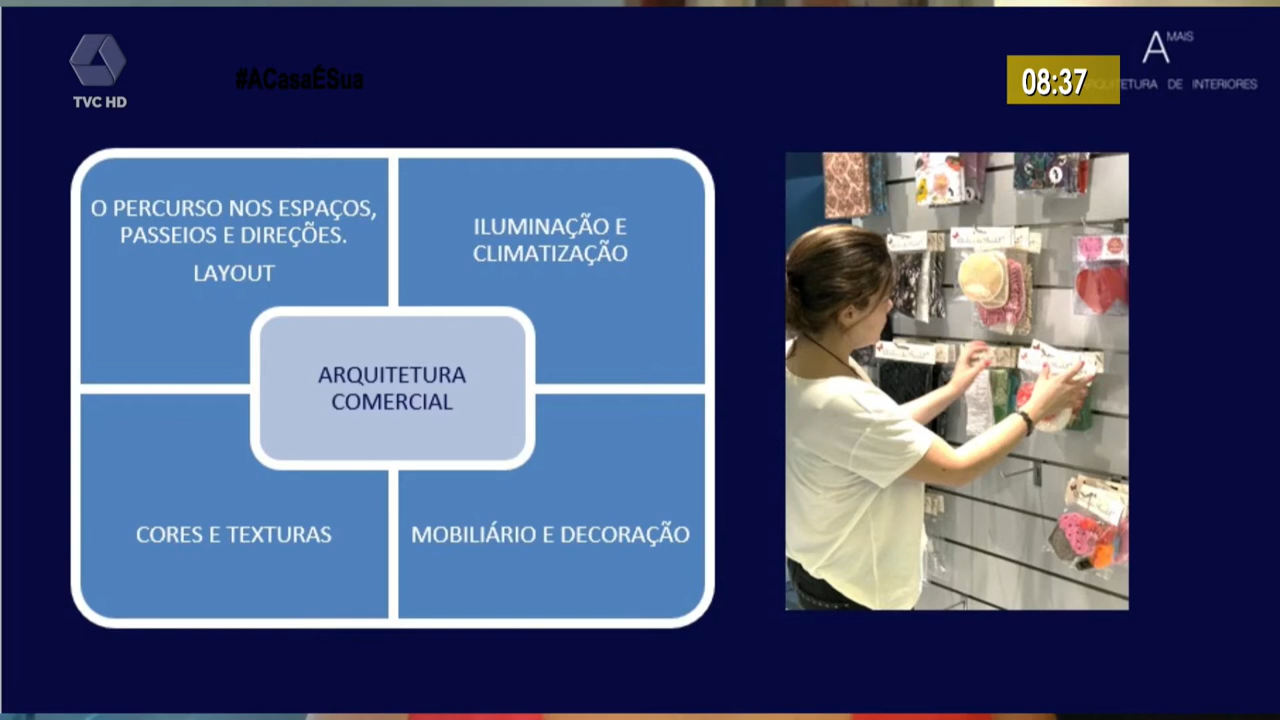 TVC HD
#ACasaÉSua
A MAIS
08:37
DE INTERIORES
O PERCURSO NOS ESPAÇOS,
PASSEIOS E DIREÇÕES.
LAYOUT
ILUMINAÇÃO E
CLIMATIZAÇÃO
ARQUITETURA
COMERCIAL
CORES E TEXTURAS
MOBILIÁRIO E DECORAÇÃO